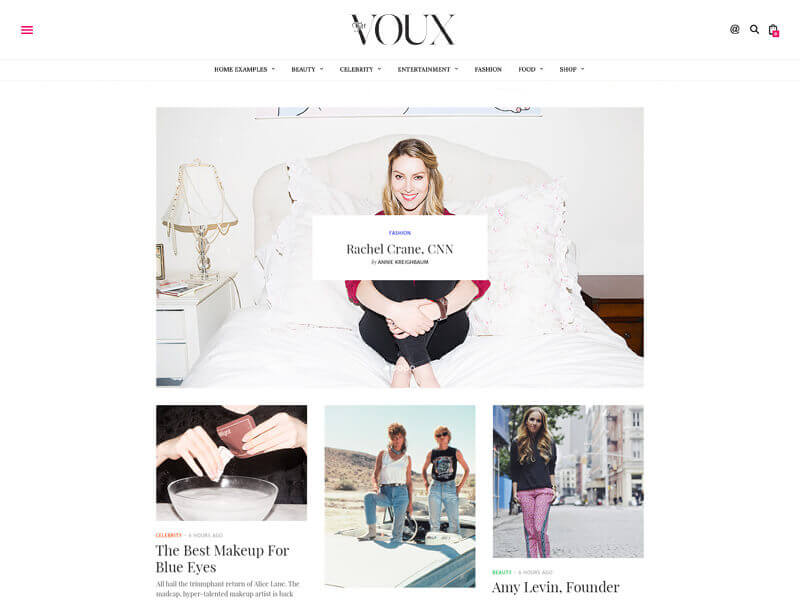 The VOUX
HOME EXAMPLES BEAUTY CELEBRITY ENTERTAINMENT FASHION FOOD SHOP
FASHION
Rachel Crane, CNN
by ANNIE KREIGHBAUM
CELEBRITY - 6 HOURS AGO
The Best Makeup For
Blue Eyes
All hail the triumphant return of Alice Lane. The
madcap, hyper-talented makeup artist is back
BEAUTY - 6 HOURS AGO
Amy Levin, Founder